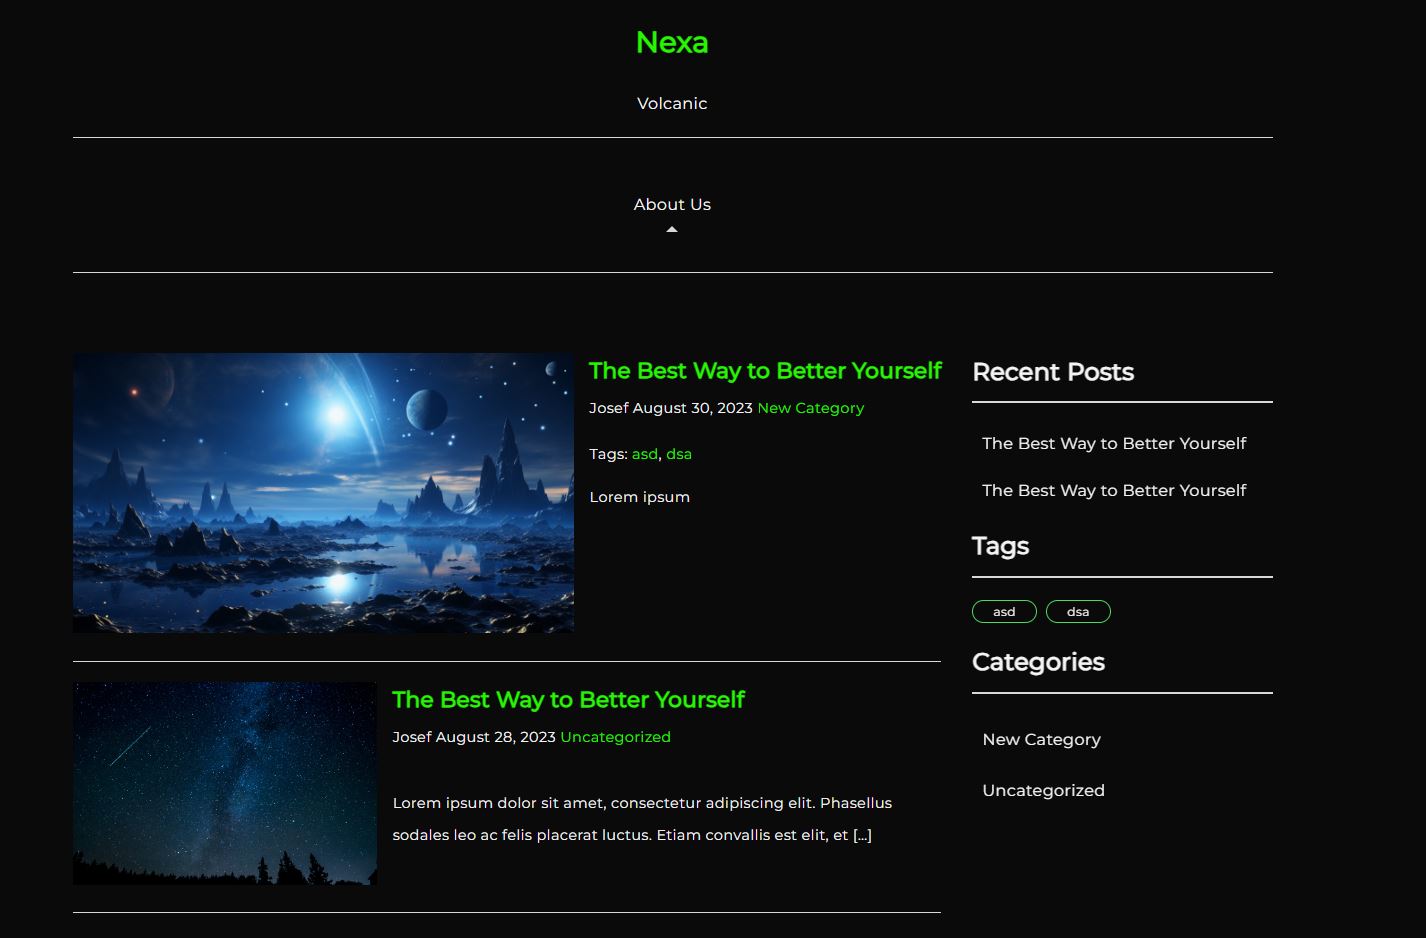 Nexa
Volcanic
About Us
The Best Way to Better Yourself
Josef August 30, 2023 New Category
Tags: asd, dsa
Lorem ipsum
The Best Way to Better Yourself
Josef August 28, 2023 Uncategorized
Lorem ipsum dolor sit amet, consectetur adipiscing elit. Phasellus
sodales leo ac felis placerat luctus. Etiam convallis est elit, et [...]
Recent Posts
The Best Way to Better Yourself
The Best Way to Better Yourself
Tags
asd dsa
Categories
New Category
Uncategorized